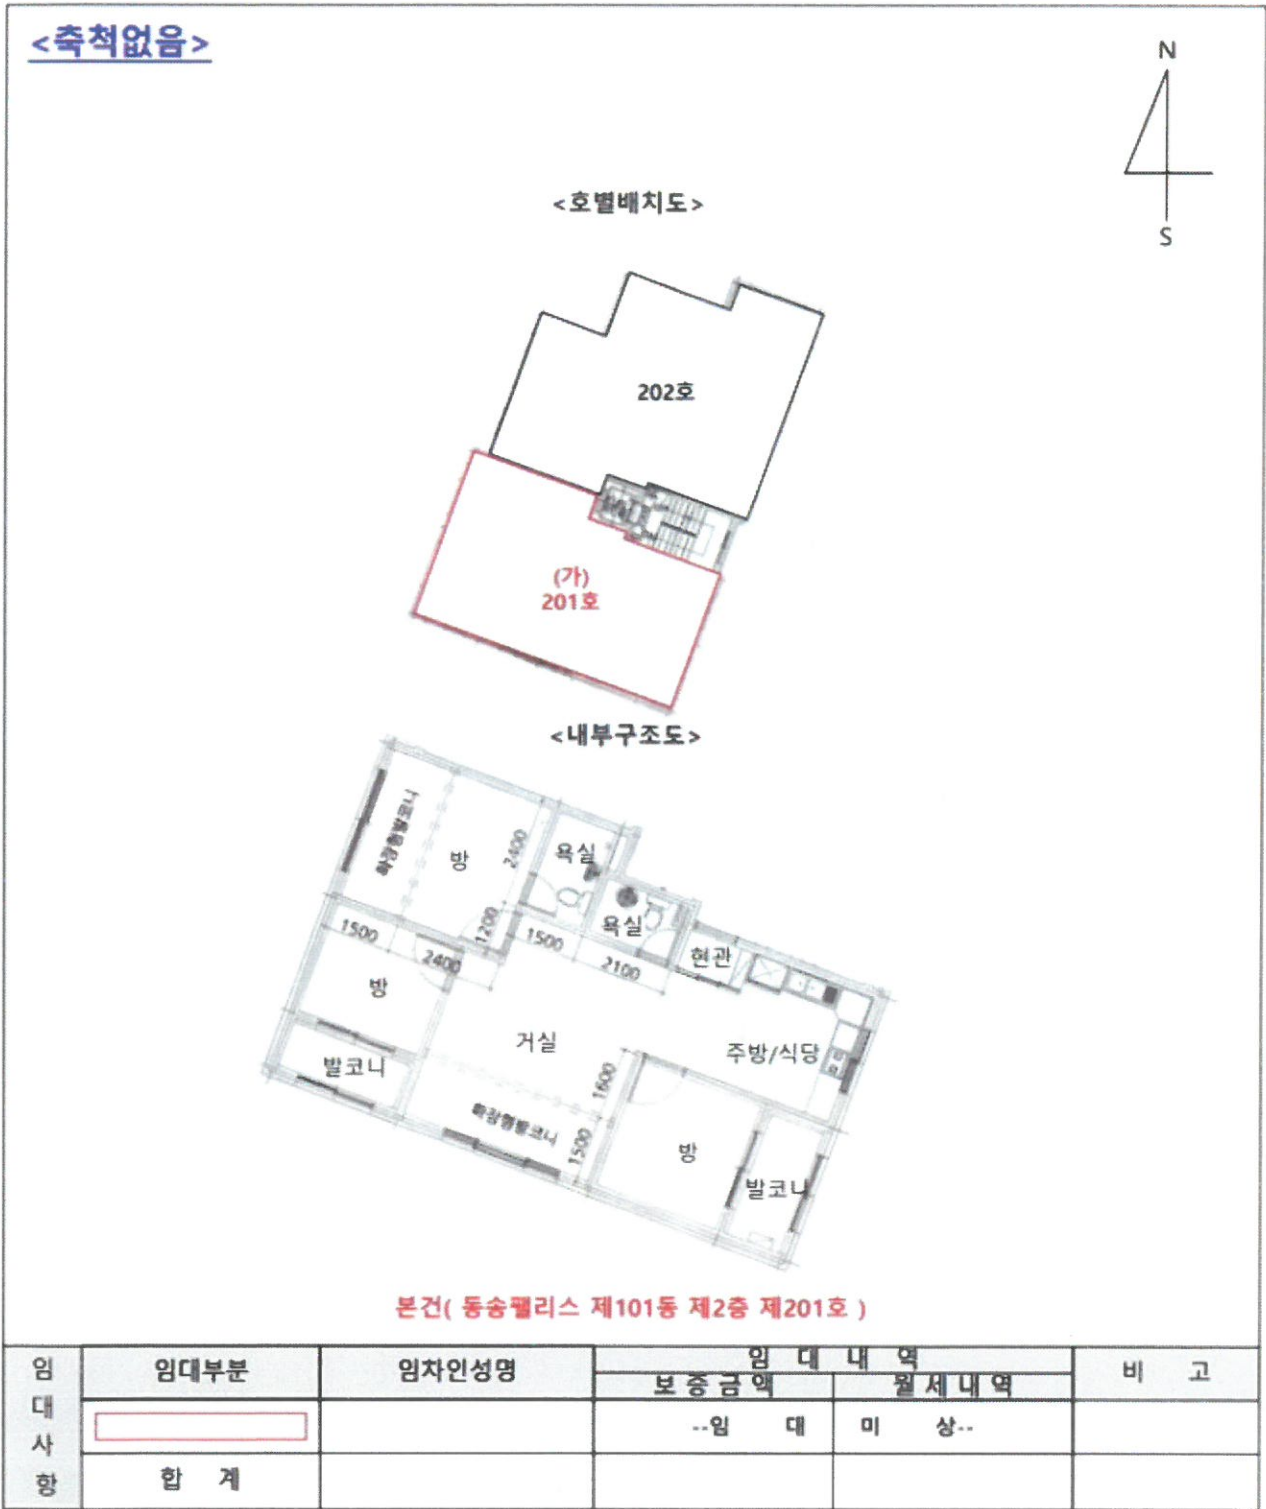 <축척없음>
N
S
<호별배치도>
202호
(가)
201호
<내부구조도>
확장형발코니
방
2400
욕실
1200
욕실
1500
2100
현관
1500
2400
방
거실
주방/식당
발코니
1600
확장형발코니
1500
방
발코니
본건( 동송팰리스 제101동 제2층 제201호 )
임대사항
임대부분
임차인성명
임 대 내 역
비 고
보증금액
월세내역
--임 대 미 상--
합 계